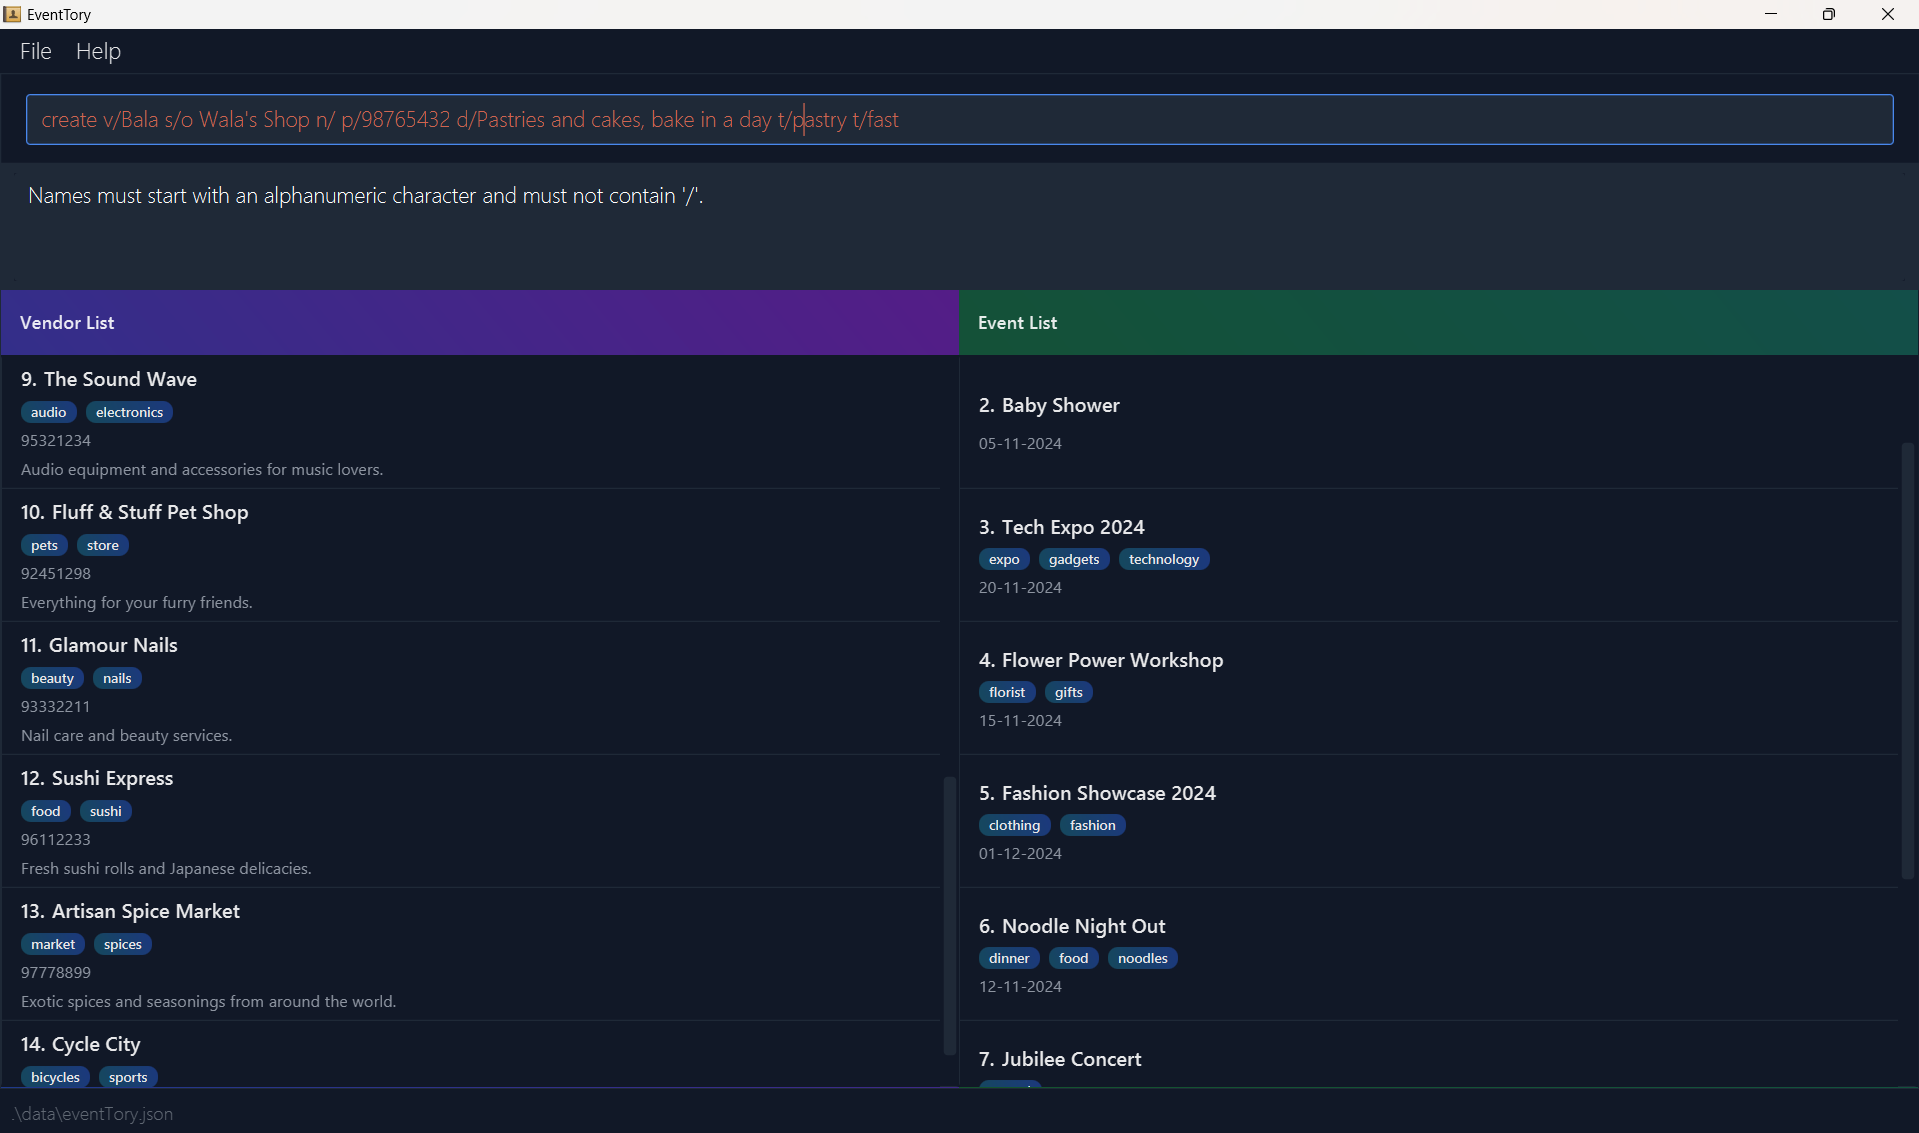 EventTory
File Help
create v/Bala s/o Wala's Shop n/ p/98765432 d/Pastries and cakes, bake in a day t/pastry t/fast
Names must start with an alphanumeric character and must not contain '/'.
Vendor List
9. The Sound Wave
audio electronics
95321234
Audio equipment and accessories for music lovers.
10. Fluff & Stuff Pet Shop
pets store
92451298
Everything for your furry friends.
11. Glamour Nails
beauty nails
93332211
Nail care and beauty services.
12. Sushi Express
food sushi
96112233
Fresh sushi rolls and Japanese delicacies.
13. Artisan Spice Market
market spices
97778899
Exotic spices and seasonings from around the world.
14. Cycle City
bicycles sports
Event List
2. Baby Shower
05-11-2024
3. Tech Expo 2024
expo gadgets technology
20-11-2024
4. Flower Power Workshop
florist gifts
15-11-2024
5. Fashion Showcase 2024
clothing fashion
01-12-2024
6. Noodle Night Out
dinner food noodles
12-11-2024
7. Jubilee Concert
.\data\eventTory.json